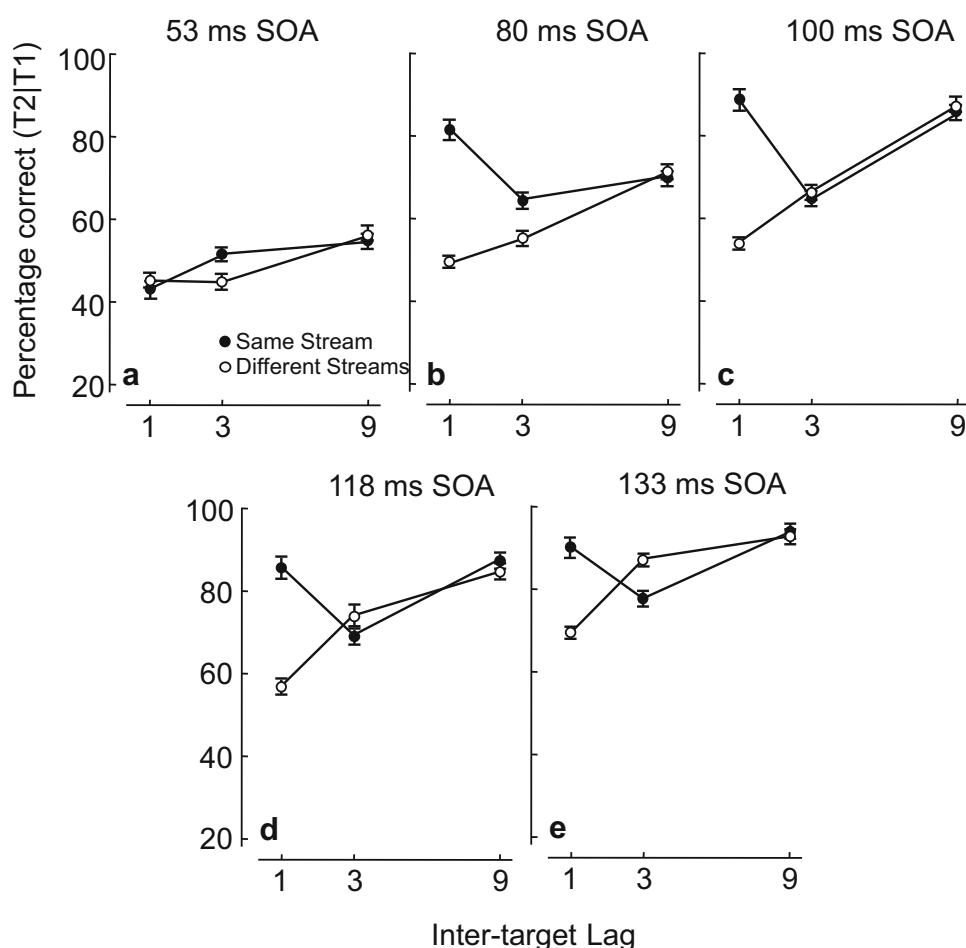 53 ms SOA
80 ms SOA
100 ms SOA
Percentage correct (T2|T1)
100
80
60
40
20
Same Stream
Different Streams
a
b
c
1 3 9
1 3 9
1 3 9
118 ms SOA
133 ms SOA
100
80
60
40
20
d
e
1 3 9
1 3 9
Inter-target Lag